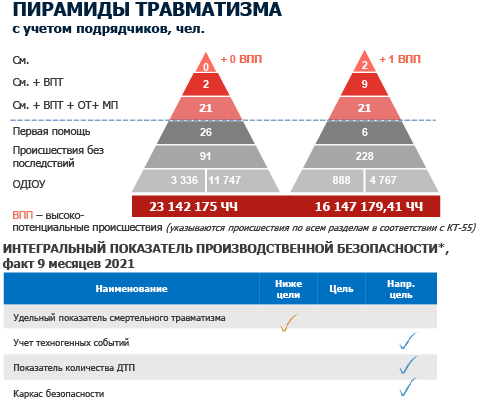 ПИРАМИДЫ ТРАВМАТИЗМА
с учетом подрядчиков, чел.
См. 0 + 0 ВПП 2 + 1 ВПП
См. + ВПТ 2 9
См. + ВПТ + ОТ+ МП 21 21
Первая помощь 26 6
Происшествия без
последствий 91 228
ОДIОУ 3 336 11 747 888 4 767
23 142 175 ЧЧ 16 147 179,41 ЧЧ
ВПП – высоко-
потенциальные происшествия (указываются происшествия по всем разделам в соответствии с КТ-55)
ИНТЕГРАЛЬНЫЙ ПОКАЗАТЕЛЬ ПРОИЗВОДСТВЕННОЙ БЕЗОПАСНОСТИ*,
факт 9 месяцев 2021
Наименование Ниже цели Цель Напр. цель
Удельный показатель смертельного травматизма
Учет техногенных событий
Показатель количества ДТП
Каркас безопасности